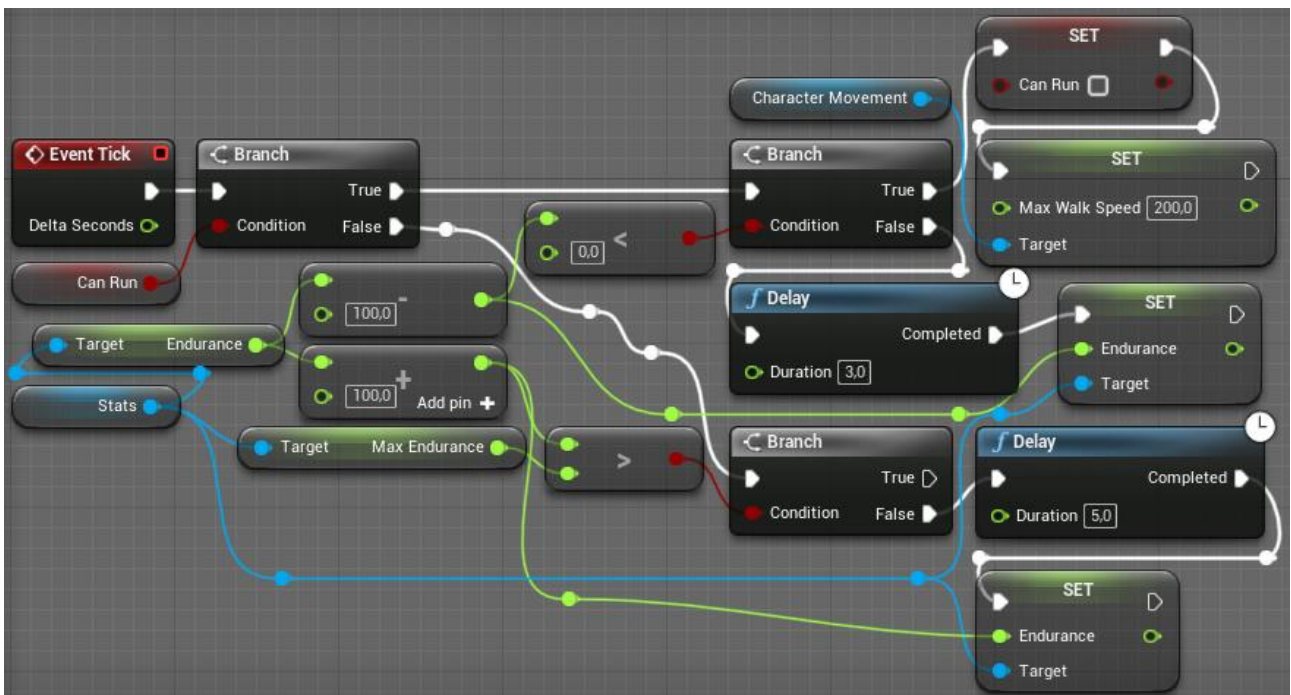 SET
Can Run
Character Movement
Event Tick
Delta Seconds
Branch
True
Condition False
Branch
True
Condition False
SET
Max Walk Speed 200,0
Target
< 0,0
Can Run
- 100,0
Target Endurance
Stats
+ 100,0 Add pin +
Target Max Endurance
>
Delay
Completed
Duration 3,0
SET
Endurance
Target
Branch
True
Condition False
Delay
Completed
Duration 5,0
SET
Endurance
Target